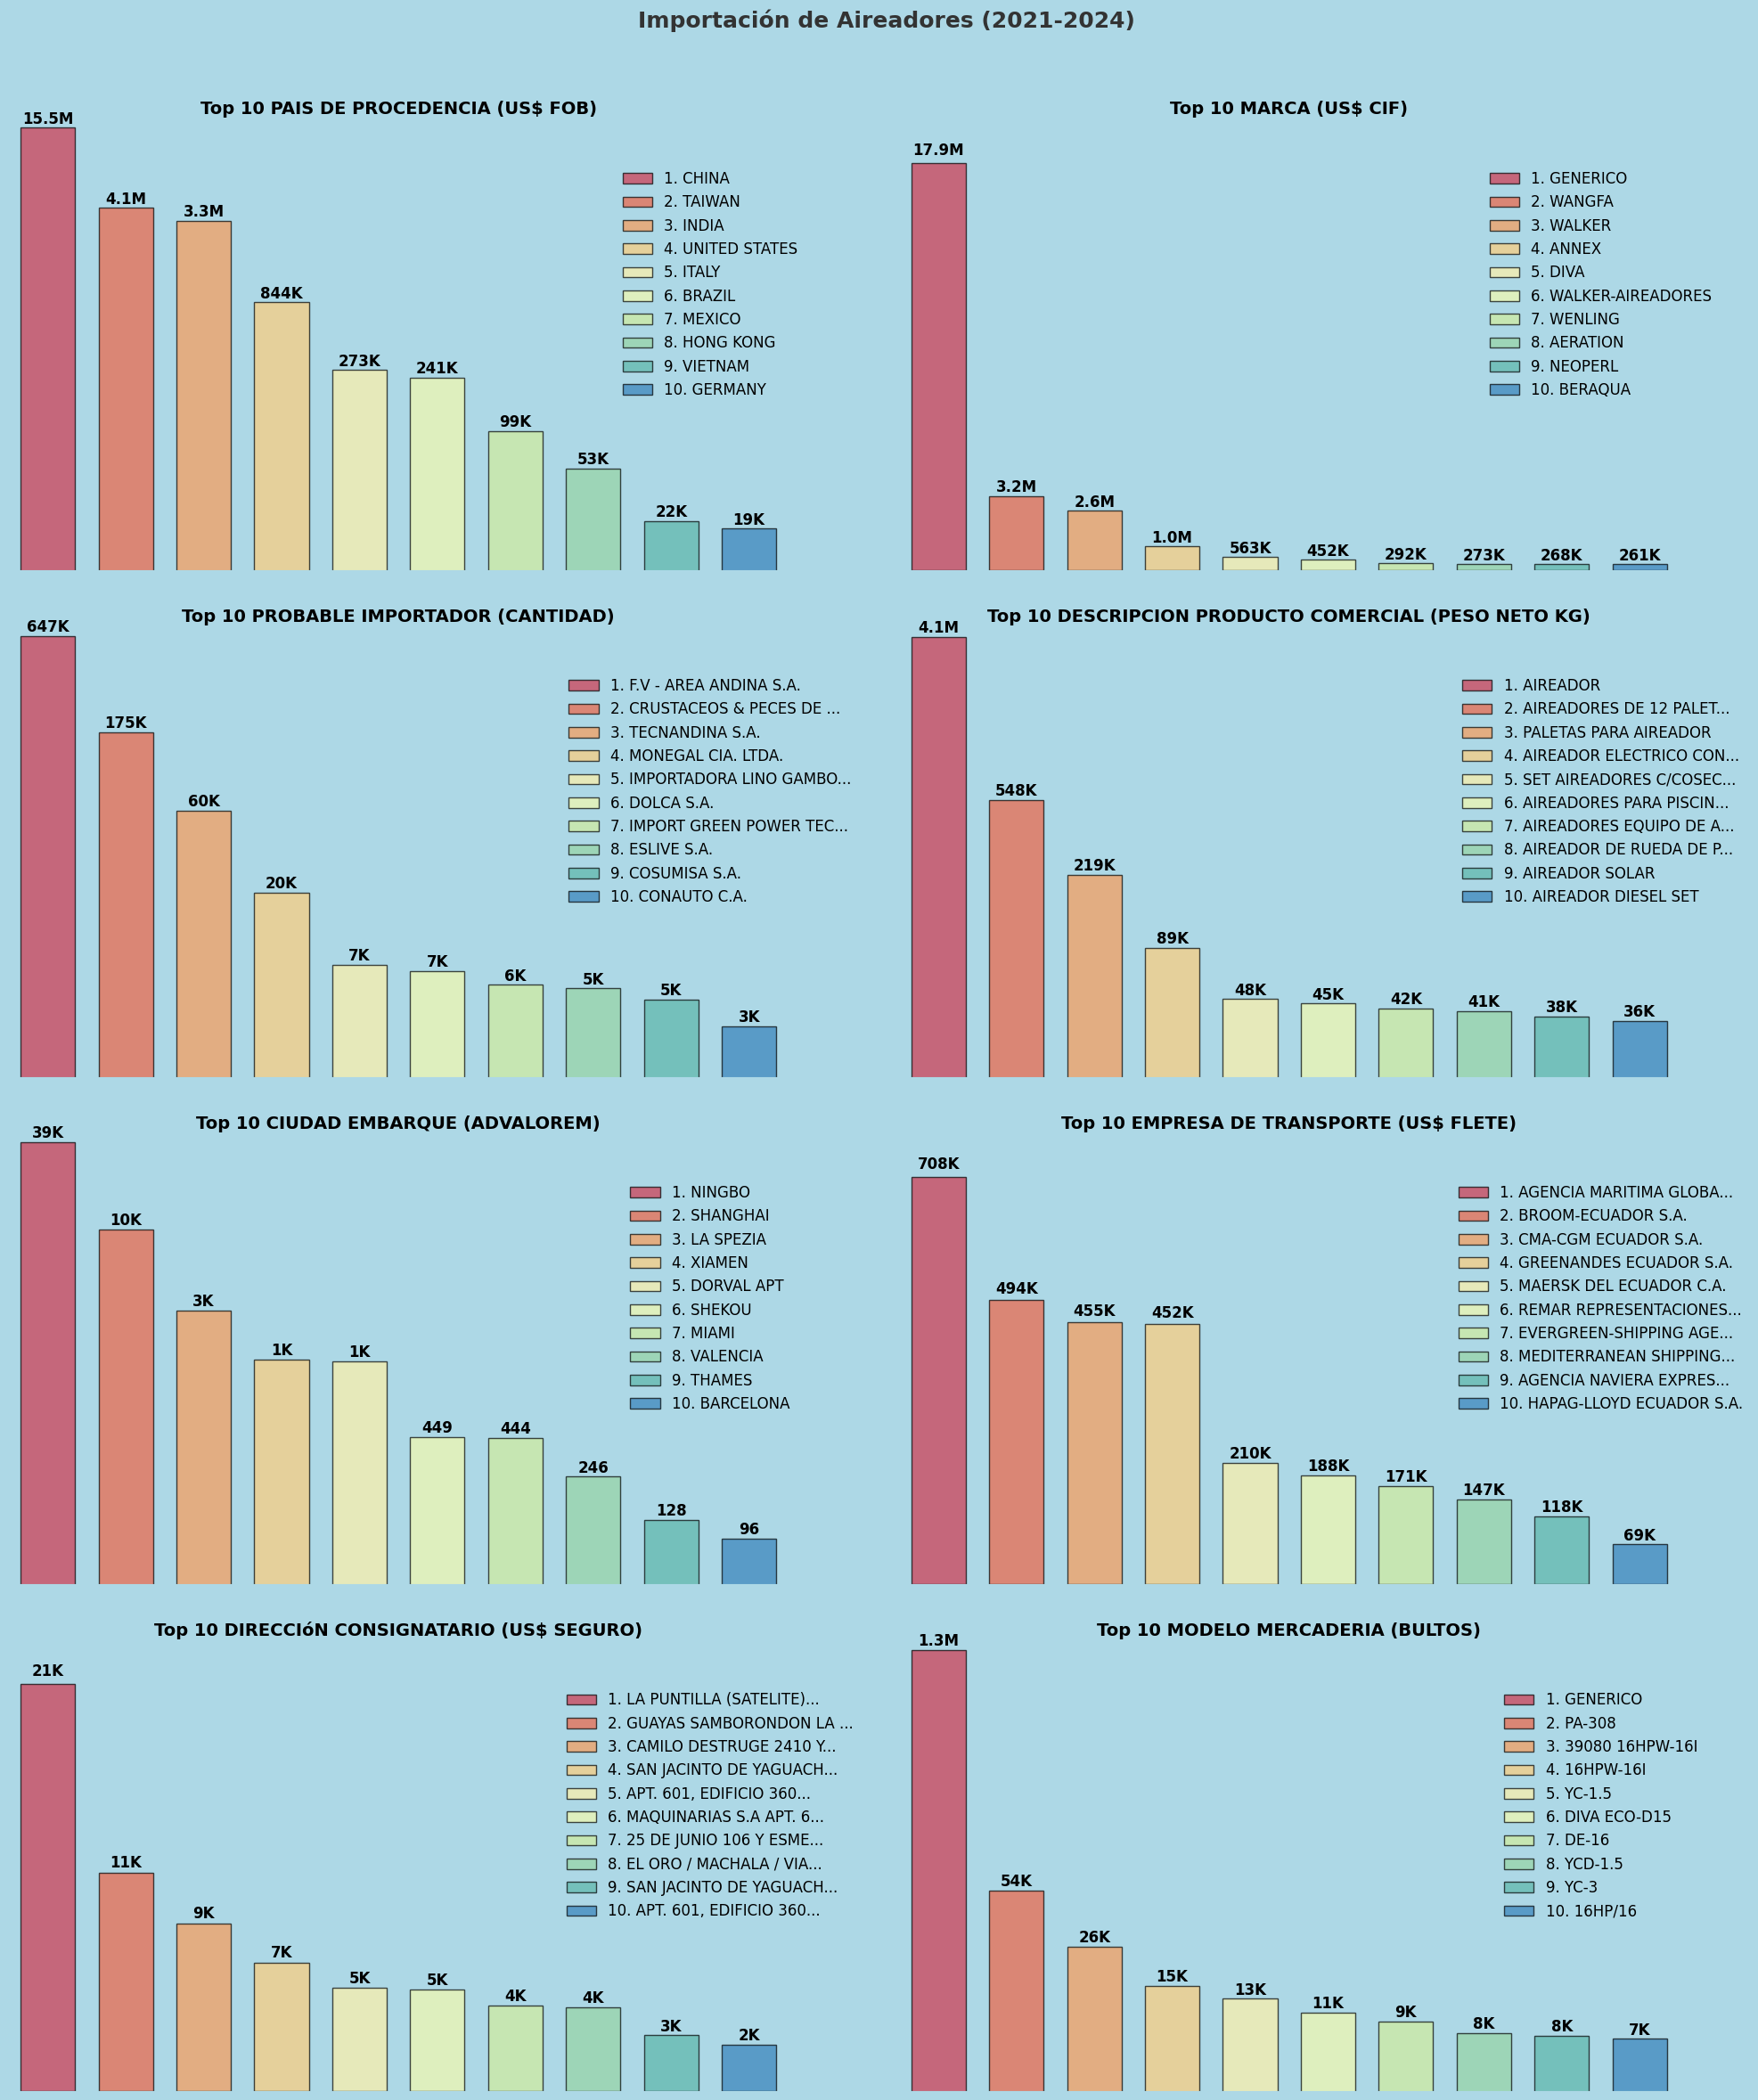 Importación de Aireadores (2021-2024)
Top 10 PAIS DE PROCEDENCIA (US$ FOB)
15.5M
4.1M
3.3M
844K
273K
241K
99K
53K
22K
19K
1. CHINA
2. TAIWAN
3. INDIA
4. UNITED STATES
5. ITALY
6. BRAZIL
7. MEXICO
8. HONG KONG
9. VIETNAM
10. GERMANY
Top 10 MARCA (US$ CIF)
17.9M
3.2M
2.6M
1.0M
563K
452K
292K
273K
268K
261K
1. GENERICO
2. WANGFA
3. WALKER
4. ANNEX
5. DIVA
6. WALKER-AIREADORES
7. WENLING
8. AERATION
9. NEOPERL
10. BERAQUA
Top 10 PROBABLE IMPORTADOR (CANTIDAD)
647K
175K
60K
20K
7K
7K
6K
5K
5K
3K
1. F.V - AREA ANDINA S.A.
2. CRUSTACEOS & PECES DE ...
3. TECNANDINA S.A.
4. MONEGAL CIA. LTDA.
5. IMPORTADORA LINO GAMBO...
6. DOLCA S.A.
7. IMPORT GREEN POWER TEC...
8. ESLIVE S.A.
9. COSUMISA S.A.
10. CONAUTO C.A.
Top 10 DESCRIPCION PRODUCTO COMERCIAL (PESO NETO KG)
4.1M
548K
219K
89K
48K
45K
42K
41K
38K
36K
1. AIREADOR
2. AIREADORES DE 12 PALET...
3. PALETAS PARA AIREADOR
4. AIREADOR ELECTRICO CON...
5. SET AIREADORES C/COSEC...
6. AIREADORES PARA PISCIN...
7. AIREADORES EQUIPO DE A...
8. AIREADOR DE RUEDA DE P...
9. AIREADOR SOLAR
10. AIREADOR DIESEL SET
Top 10 CIUDAD EMBARQUE (ADVALOREM)
39K
10K
3K
1K
1K
449
444
246
128
96
1. NINGBO
2. SHANGHAI
3. LA SPEZIA
4. XIAMEN
5. DORVAL APT
6. SHEKOU
7. MIAMI
8. VALENCIA
9. THAMES
10. BARCELONA
Top 10 EMPRESA DE TRANSPORTE (US$ FLETE)
708K
494K
455K
452K
210K
188K
171K
147K
118K
69K
1. AGENCIA MARITIMA GLOBA...
2. BROOM-ECUADOR S.A.
3. CMA-CGM ECUADOR S.A.
4. GREENANDES ECUADOR S.A.
5. MAERSK DEL ECUADOR C.A.
6. REMAR REPRESENTACIONES...
7. EVERGREEN-SHIPPING AGE...
8. MEDITERRANEAN SHIPPING...
9. AGENCIA NAVIERA EXPRES...
10. HAPAG-LLOYD ECUADOR S.A.
Top 10 DIRECCIóN CONSIGNATARIO (US$ SEGURO)
21K
11K
9K
7K
5K
5K
4K
4K
3K
2K
1. LA PUNTILLA (SATELITE)...
2. GUAYAS SAMBORONDON LA ...
3. CAMILO DESTRUGE 2410 Y...
4. SAN JACINTO DE YAGUACH...
5. APT. 601, EDIFICIO 360...
6. MAQUINARIAS S.A APT. 6...
7. 25 DE JUNIO 106 Y ESME...
8. EL ORO / MACHALA / VIA...
9. SAN JACINTO DE YAGUACH...
10. APT. 601, EDIFICIO 360...
Top 10 MODELO MERCADERIA (BULTOS)
1.3M
54K
26K
15K
13K
11K
9K
8K
8K
7K
1. GENERICO
2. PA-308
3. 39080 16HPW-16I
4. 16HPW-16I
5. YC-1.5
6. DIVA ECO-D15
7. DE-16
8. YCD-1.5
9. YC-3
10. 16HP/16